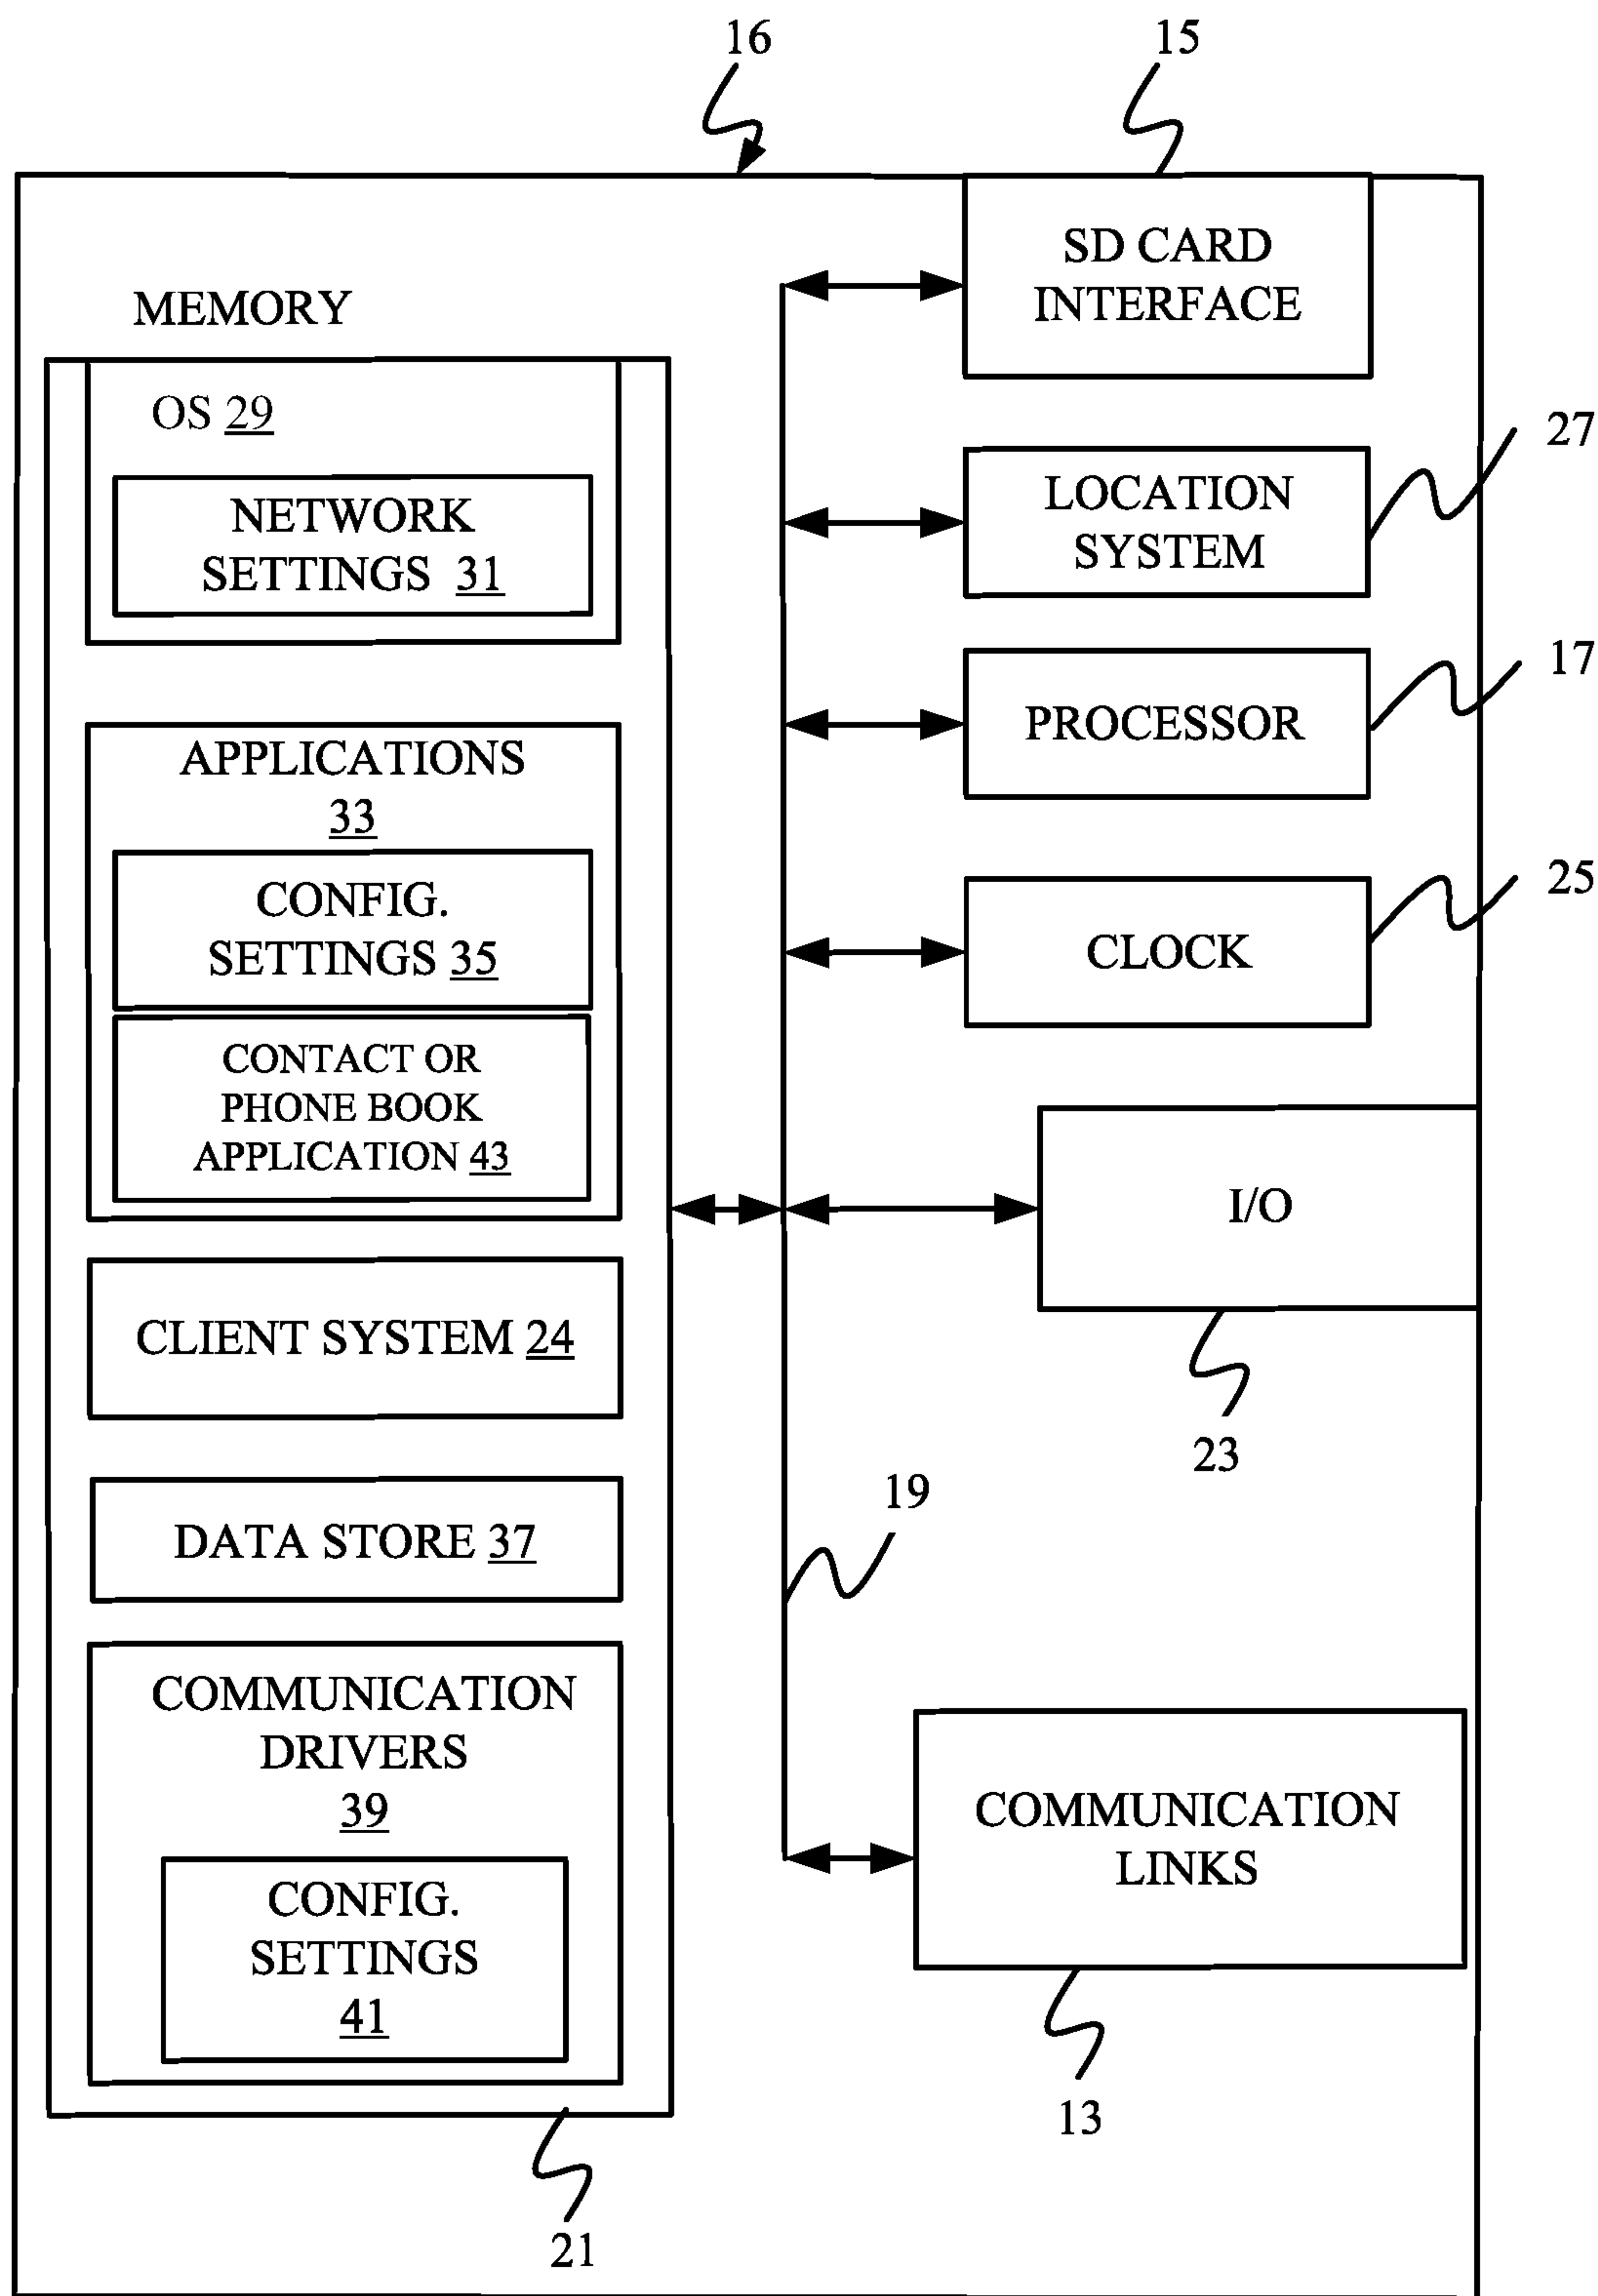 16
15
MEMORY
OS 29
NETWORK
SETTINGS 31
APPLICATIONS
33
CONFIG.
SETTINGS 35
CONTACT OR
PHONE BOOK
APPLICATION 43
CLIENT SYSTEM 24
DATA STORE 37
COMMUNICATION
DRIVERS
39
CONFIG.
SETTINGS
41
21
SD CARD
INTERFACE
LOCATION
SYSTEM
27
PROCESSOR
17
CLOCK
25
I/O
23
19
COMMUNICATION
LINKS
13